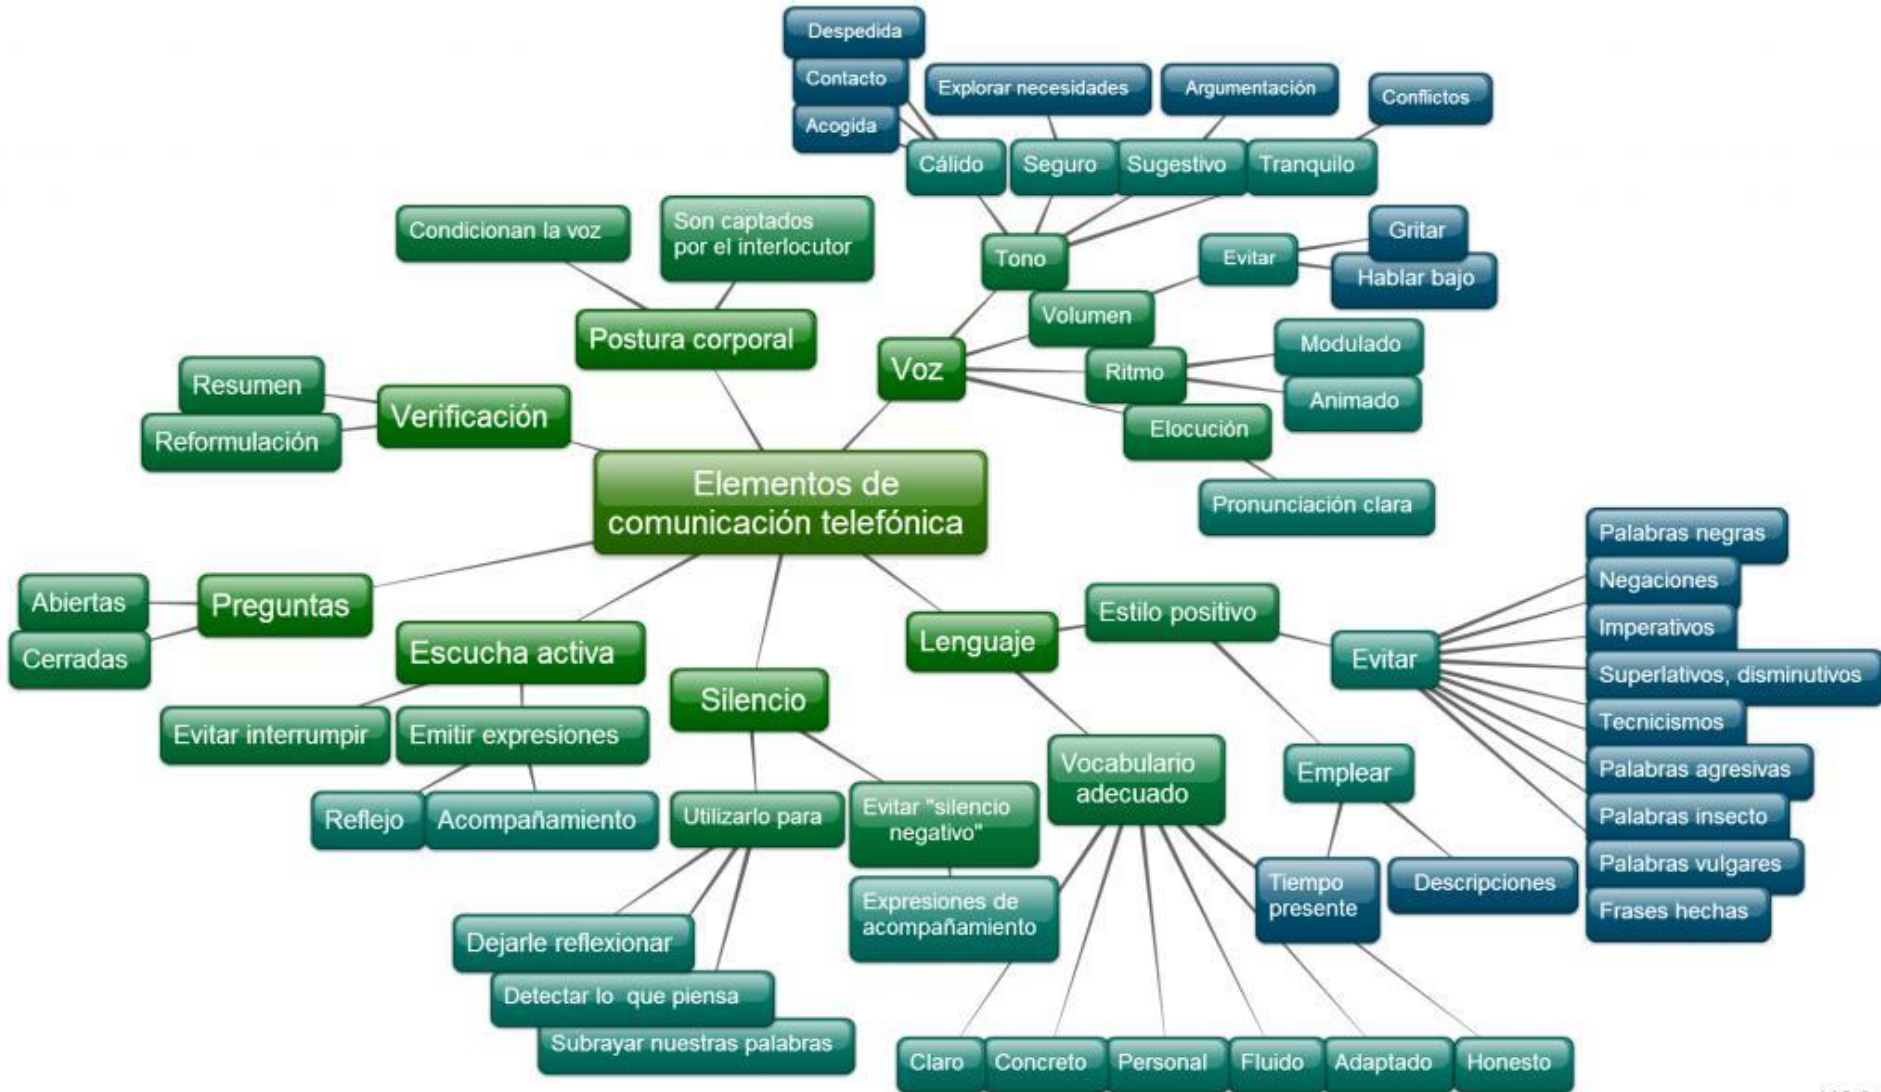 Despedida
Contacto
Acogida
Explorar necesidades
Argumentación
Conflictos
Cálido
Seguro
Sugestivo
Tranquilo
Condicionan la voz
Son captados
por el interlocutor
Tono
Evitar
Gritar
Hablar bajo
Volumen
Postura corporal
Voz
Ritmo
Modulado
Animado
Resumen
Reformulación
Verificación
Elocución
Pronunciación clara
Elementos de
comunicación telefónica
Abiertas
Cerradas
Preguntas
Escucha activa
Evitar interrumpir
Emitir expresiones
Reflejo
Acompañamiento
Silencio
Utilizarlo para
Evitar "silencio
negativo"
Expresiones de
acompañamiento
Dejarle reflexionar
Detectar lo que piensa
Subrayar nuestras palabras
Lenguaje
Estilo positivo
Evitar
Palabras negras
Negaciones
Imperativos
Superlativos, disminutivos
Tecnicismos
Palabras agresivas
Palabras insecto
Palabras vulgares
Frases hechas
Emplear
Tiempo
presente
Descripciones
Vocabulario
adecuado
Claro
Concreto
Personal
Fluido
Adaptado
Honesto